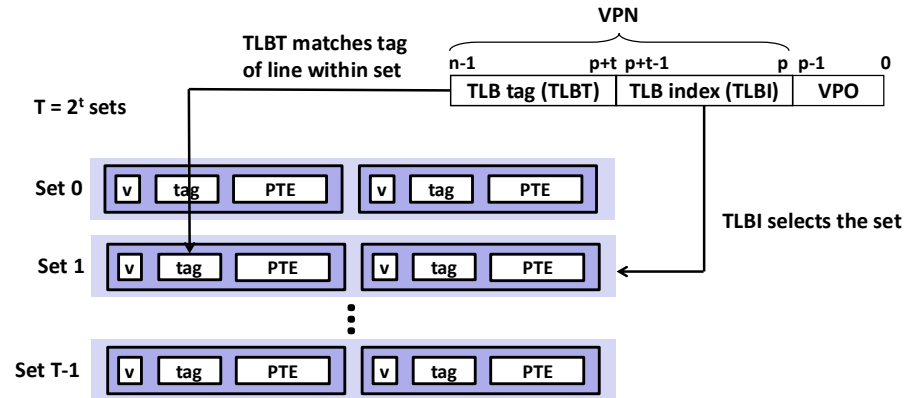 VPN
TLBT matches tag
of line within set
n-1 p+t p+t-1 p p-1 0
TLB tag (TLBT) TLB index (TLBI) VPO
T = 2^t sets
Set 0 v tag PTE v tag PTE
TLBI selects the set
Set 1 v tag PTE v tag PTE
Set T-1 v tag PTE v tag PTE